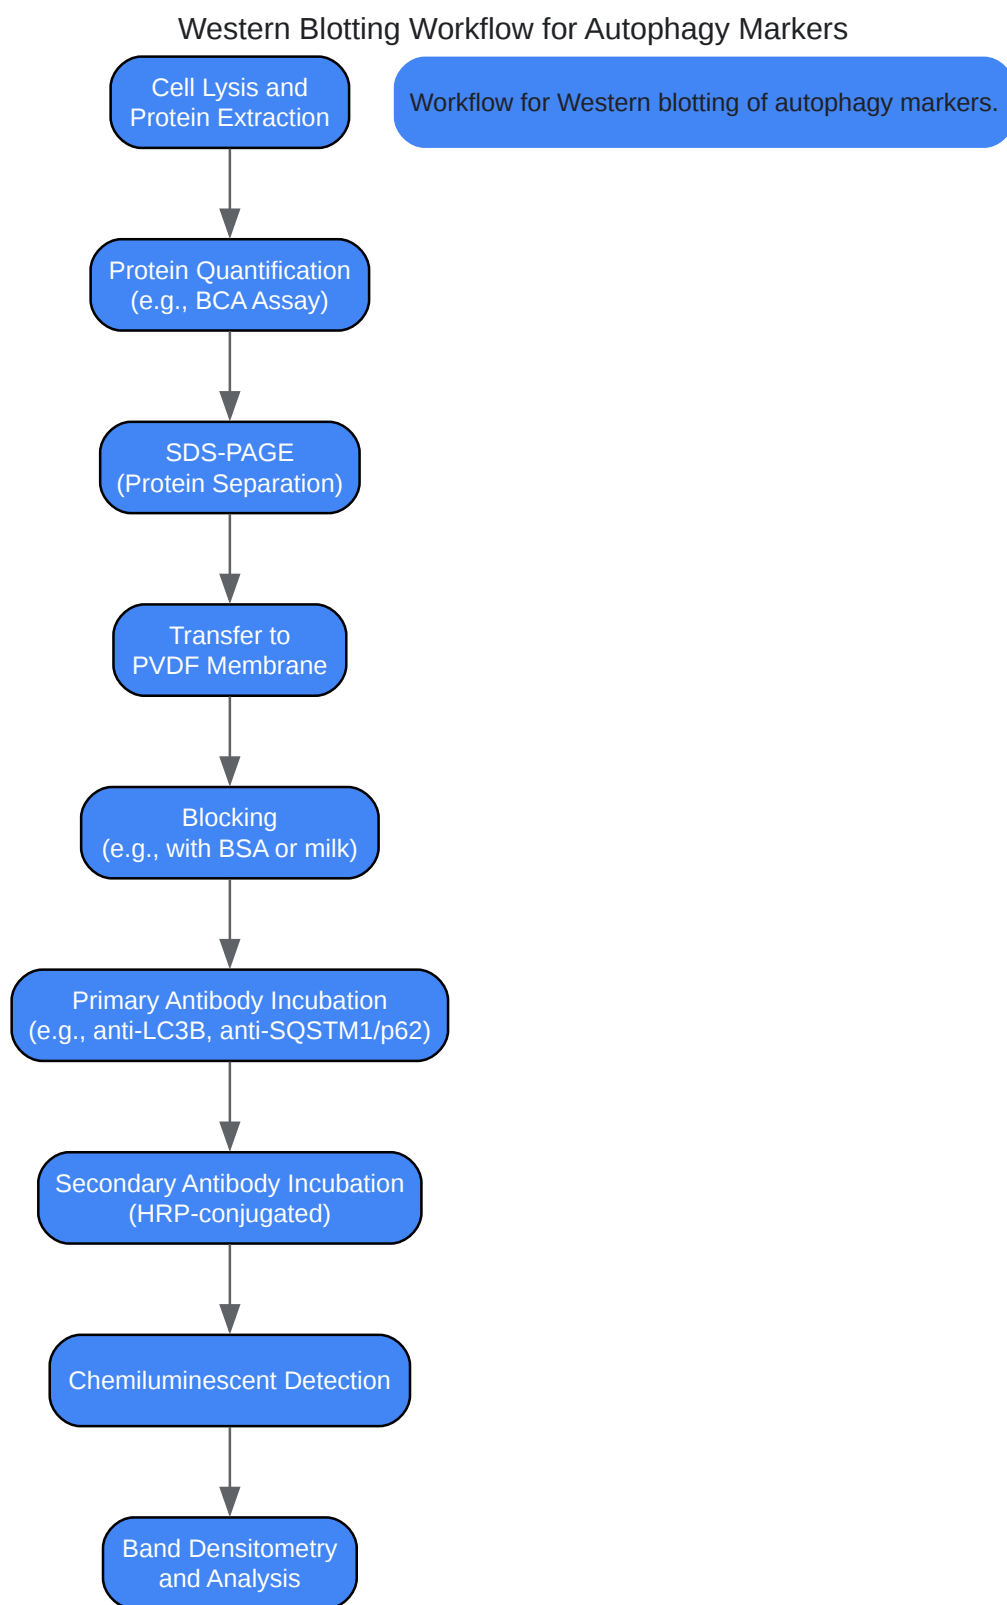 Western Blotting Workflow for Autophagy Markers
Cell Lysis and
Protein Extraction
Workflow for Western blotting of autophagy markers.
Protein Quantification
(e.g., BCA Assay)
SDS-PAGE
(Protein Separation)
Transfer to
PVDF Membrane
Blocking
(e.g., with BSA or milk)
Primary Antibody Incubation
(e.g., anti-LC3B, anti-SQSTM1/p62)
Secondary Antibody Incubation
(HRP-conjugated)
Chemiluminescent Detection
Band Densitometry
and Analysis